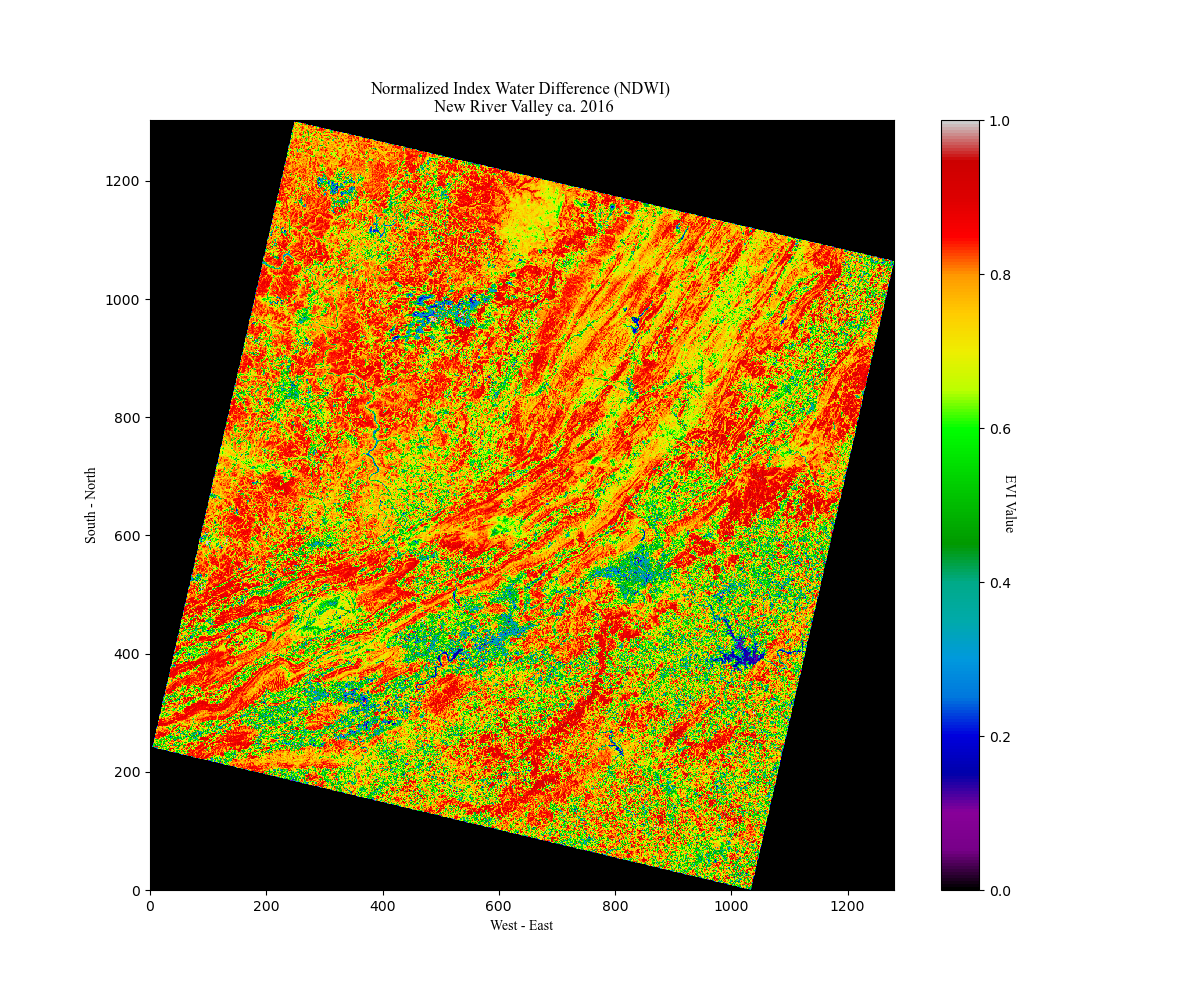 Normalized Index Water Difference (NDWI)
New River Valley ca. 2016
1200
1000
800
600
400
200
0
South - North
0 200 400 600 800 1000 1200
West - East
1.0
0.8
0.6
0.4
0.2
0.0
EVI Value